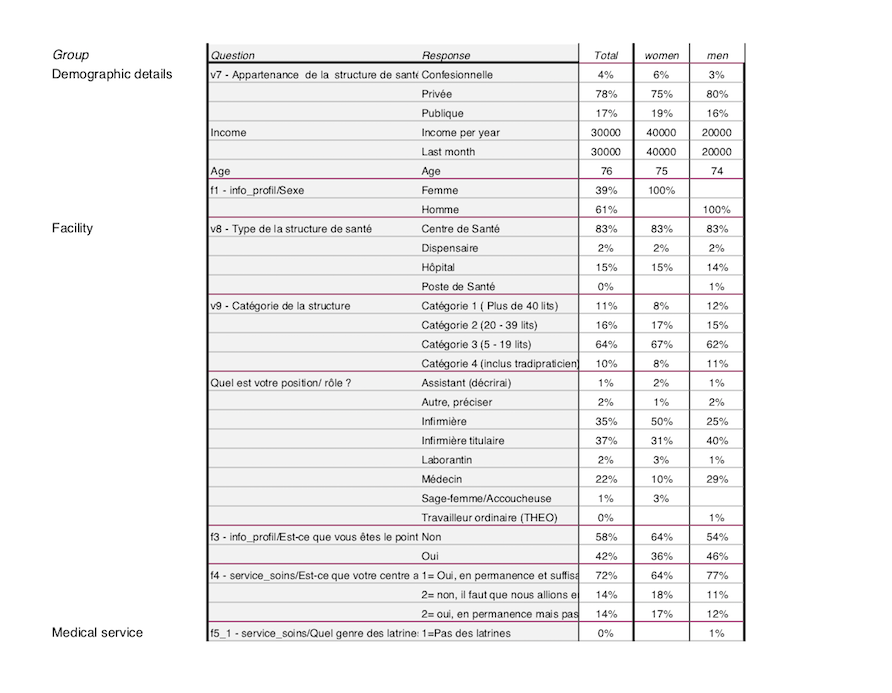 Group Question Response Total women men
Demographic details v7 - Appartenance de la structure de santé Confesionnelle 4% 6% 3%
Privée 78% 75% 80%
Publique 17% 19% 16%
Income Income per year 30000 40000 20000
Last month 30000 40000 20000
Age Age 76 75 74
f1 - info_profil/Sexe Femme 39% 100%
Homme 61% 100%
Facility v8 - Type de la structure de santé Centre de Santé 83% 83% 83%
Dispensaire 2% 2% 2%
Hôpital 15% 15% 14%
Poste de Santé 0% 1%
v9 - Catégorie de la structure Catégorie 1 ( Plus de 40 lits) 11% 8% 12%
Catégorie 2 (20 - 39 lits) 16% 17% 15%
Catégorie 3 (5 - 19 lits) 64% 67% 62%
Catégorie 4 (inclus tradipraticien) 10% 8% 11%
Quel est votre position/ rôle ? Assistant (décrirai) 1% 2% 1%
Autre, préciser 2% 1% 2%
Infirmière 35% 50% 25%
Infirmière titulaire 37% 31% 40%
Laborantin 2% 3% 1%
Médecin 22% 10% 29%
Sage-femme/Accoucheuse 1% 3%
Travailleur ordinaire (THEO) 0% 1%
f3 - info_profil/Est-ce que vous êtes le point Non 58% 64% 54%
Oui 42% 36% 46%
f4 - service_soins/Est-ce que votre centre a 1= Oui, en permanence et suffisa 72% 64% 77%
2= non, il faut que nous allions e 14% 18% 11%
2= oui, en permanence mais pas 14% 17% 12%
Medical service f5_1 - service_soins/Quel genre des latrine: 1=Pas des latrines 0% 1%